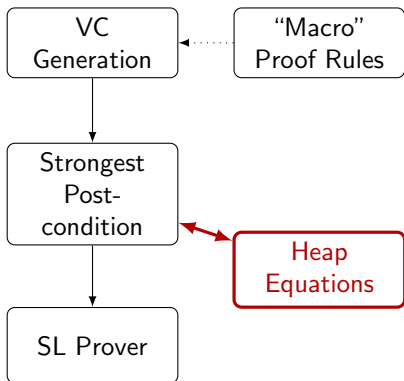 VC
Generation
“Macro”
Proof Rules
Strongest
Post-
condition
Heap
Equations
SL Prover